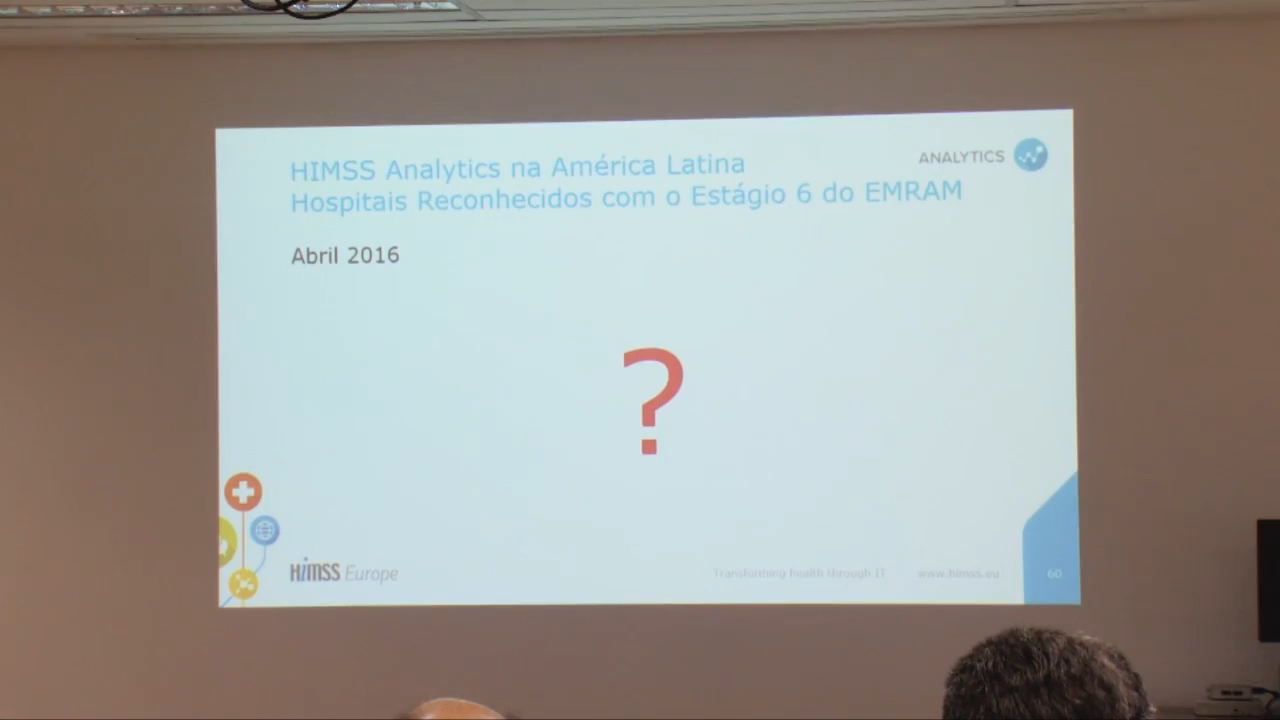 HIMSS Analytics na América Latina
Hospitais Reconhecidos com o Estágio 6 do EMRAM
ANALYTICS
Abril 2016
?
HiMSS Europe
Transforming health through IT
www.himss.eu
60